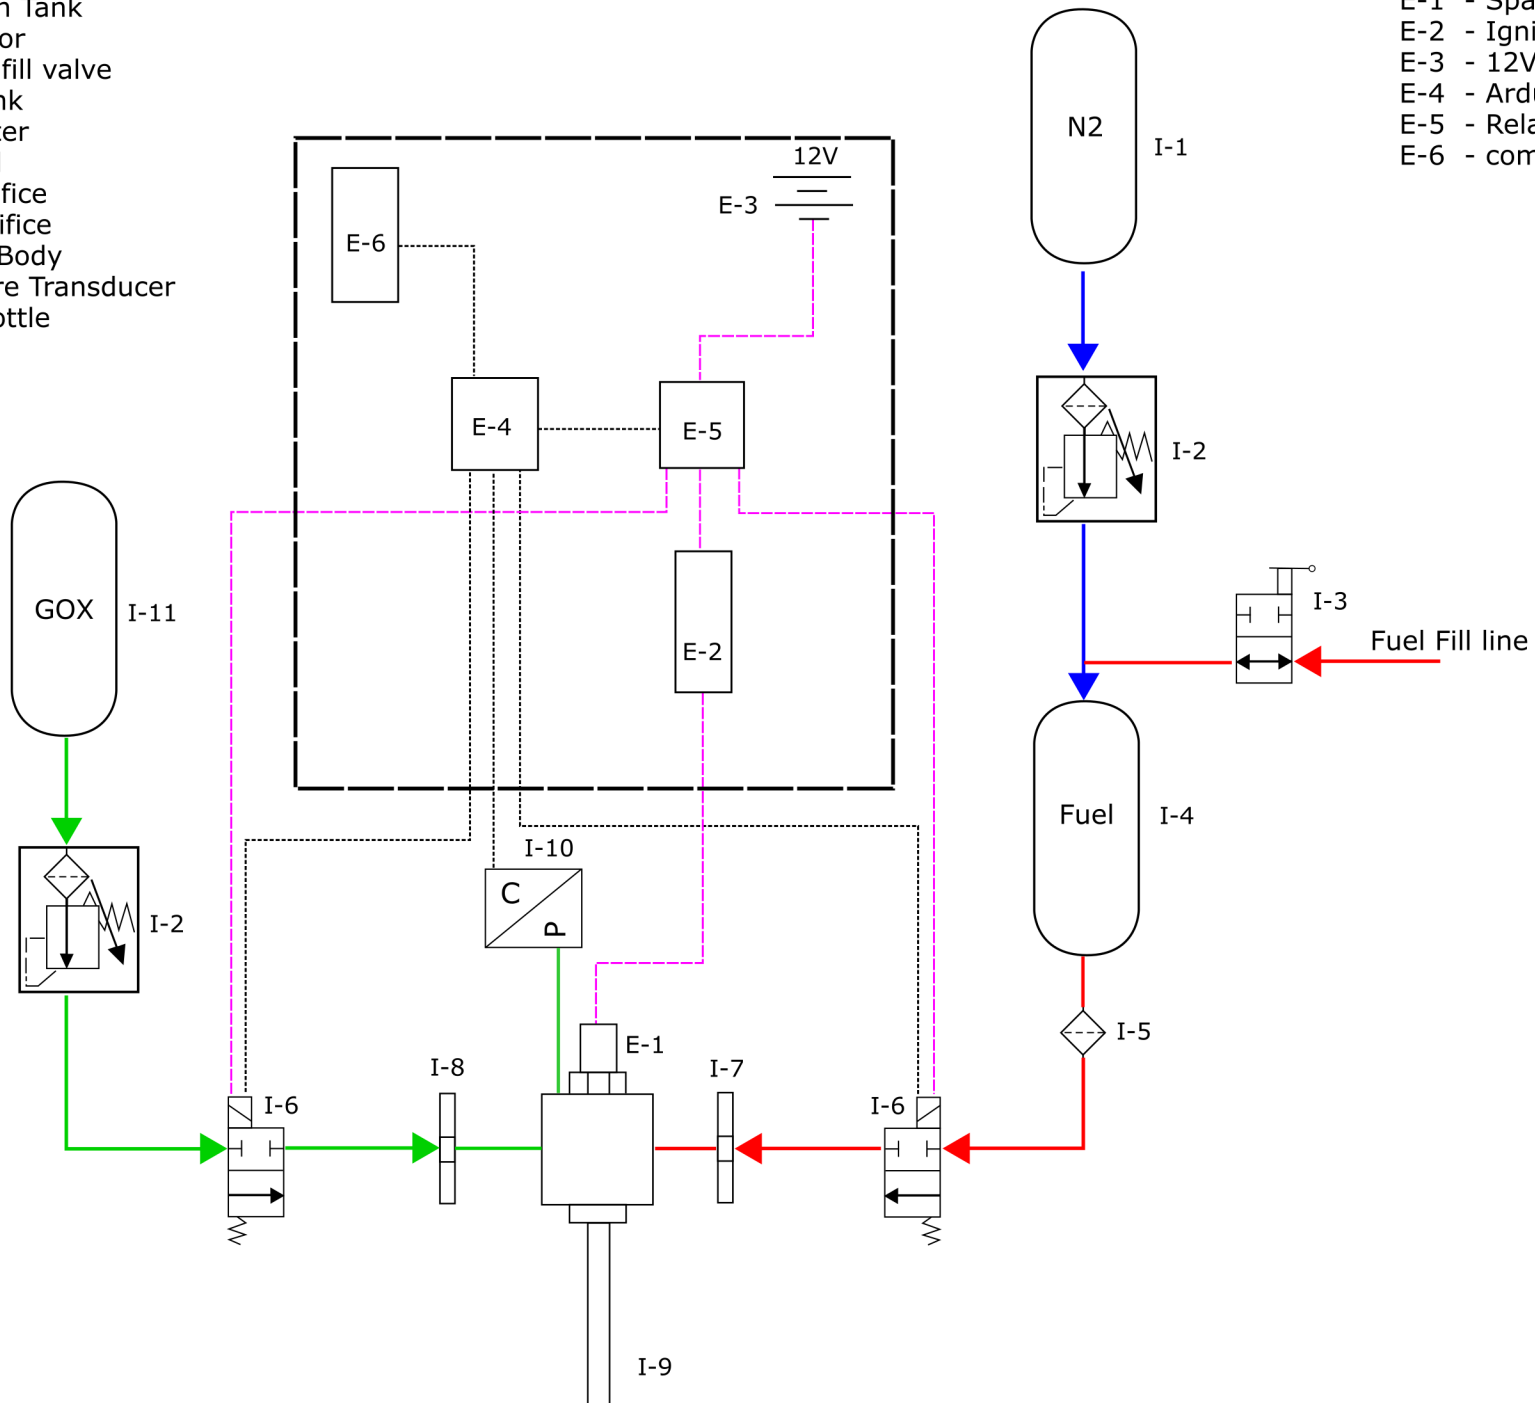 n Tank
or
fill valve
nk
ter
fice
ifice
Body
re Transducer
ottle
E-1 - Spa
E-2 - Igni
E-3 - 12V
E-4 - Ardu
E-5 - Rela
E-6 - com
N2
I-1
12V
E-3
E-6
E-4
E-5
I-2
GOX
I-11
E-2
I-3
Fuel Fill line
Fuel
I-4
I-10
C
P
I-2
I-5
E-1
I-8
I-7
I-6
I-6
I-9